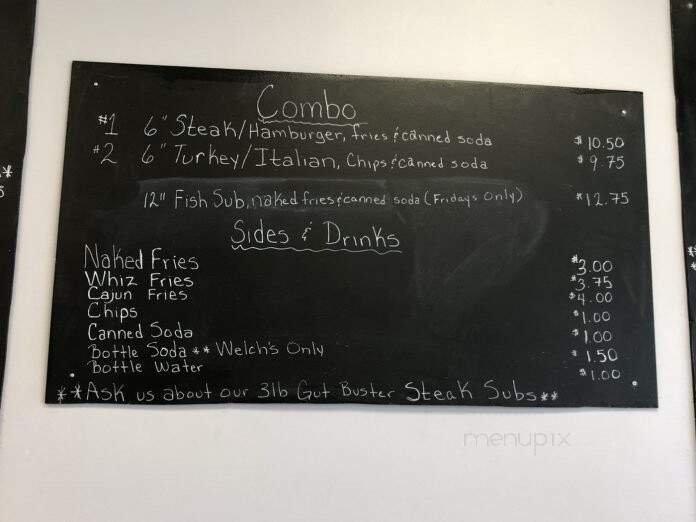 Combo
#1 6" Steak/Hamburger, fries & canned soda $10.50
#2 6" Turkey/Italian, Chips & canned soda $9.75
12" Fish Sub, naked fries & canned soda (Fridays Only) $12.75
Sides & Drinks
Naked Fries $3.00
Whiz Fries $3.75
Cajun Fries $4.00
Chips $1.00
Canned Soda $1.00
Bottle Soda ** Welch's Only $1.50
Bottle Water $1.00
**Ask us about our 3lb Gut Buster Steak Subs**
menupix